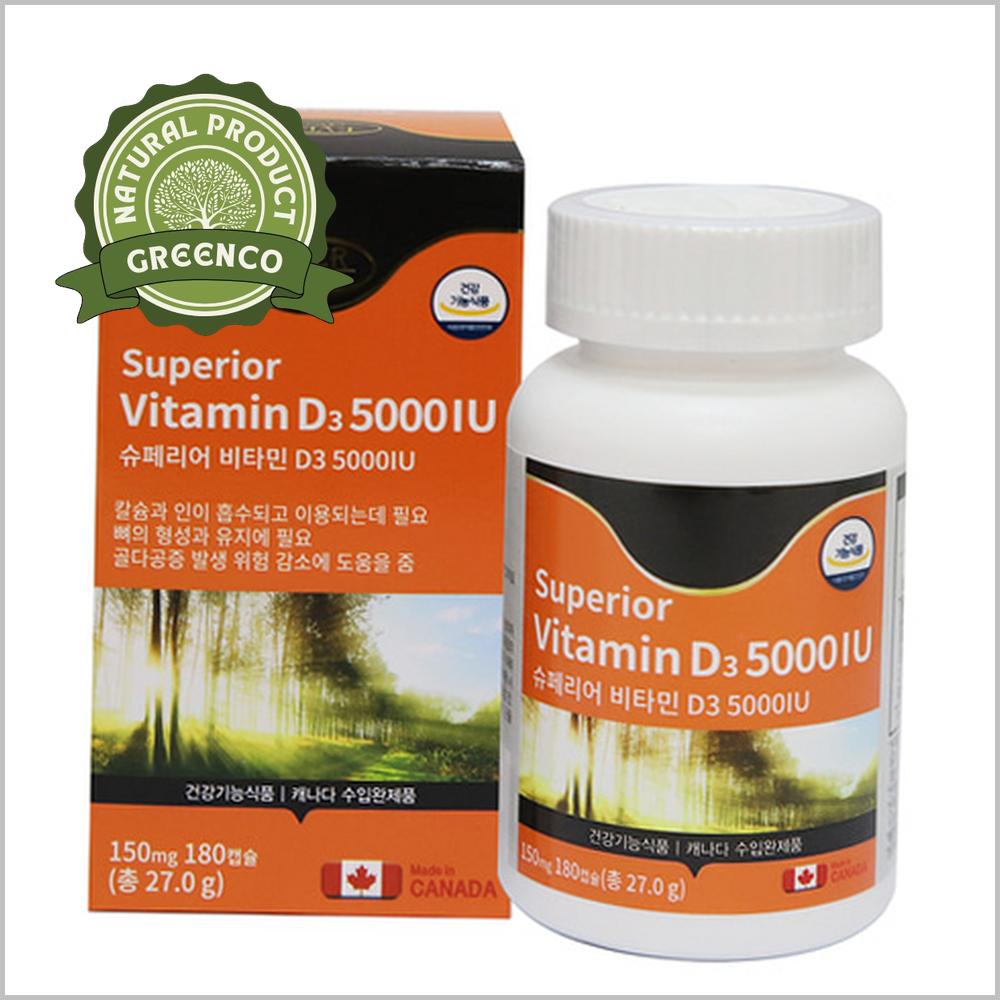 NATURAL PRODUCT
GREENCO
건강
기능식품
Superior
Vitamin D3 5000IU
슈페리어 비타민 D3 5000IU
칼슘과 인이 흡수되고 이용되는데 필요
뼈의 형성과 유지에 필요
골다공증 발생 위험 감소에 도움을 줌
건강기능식품 | 캐나다 수입완제품
150mg 180캡슐
(총 27.0 g)
Made in
CANADA
건강
기능식품
Superior
Vitamin D3 5000IU
슈페리어 비타민 D3 5000IU
건강기능식품 | 캐나다 수입완제품
150mg 180캡슐(총 27.0 g)
Made in
CANADA